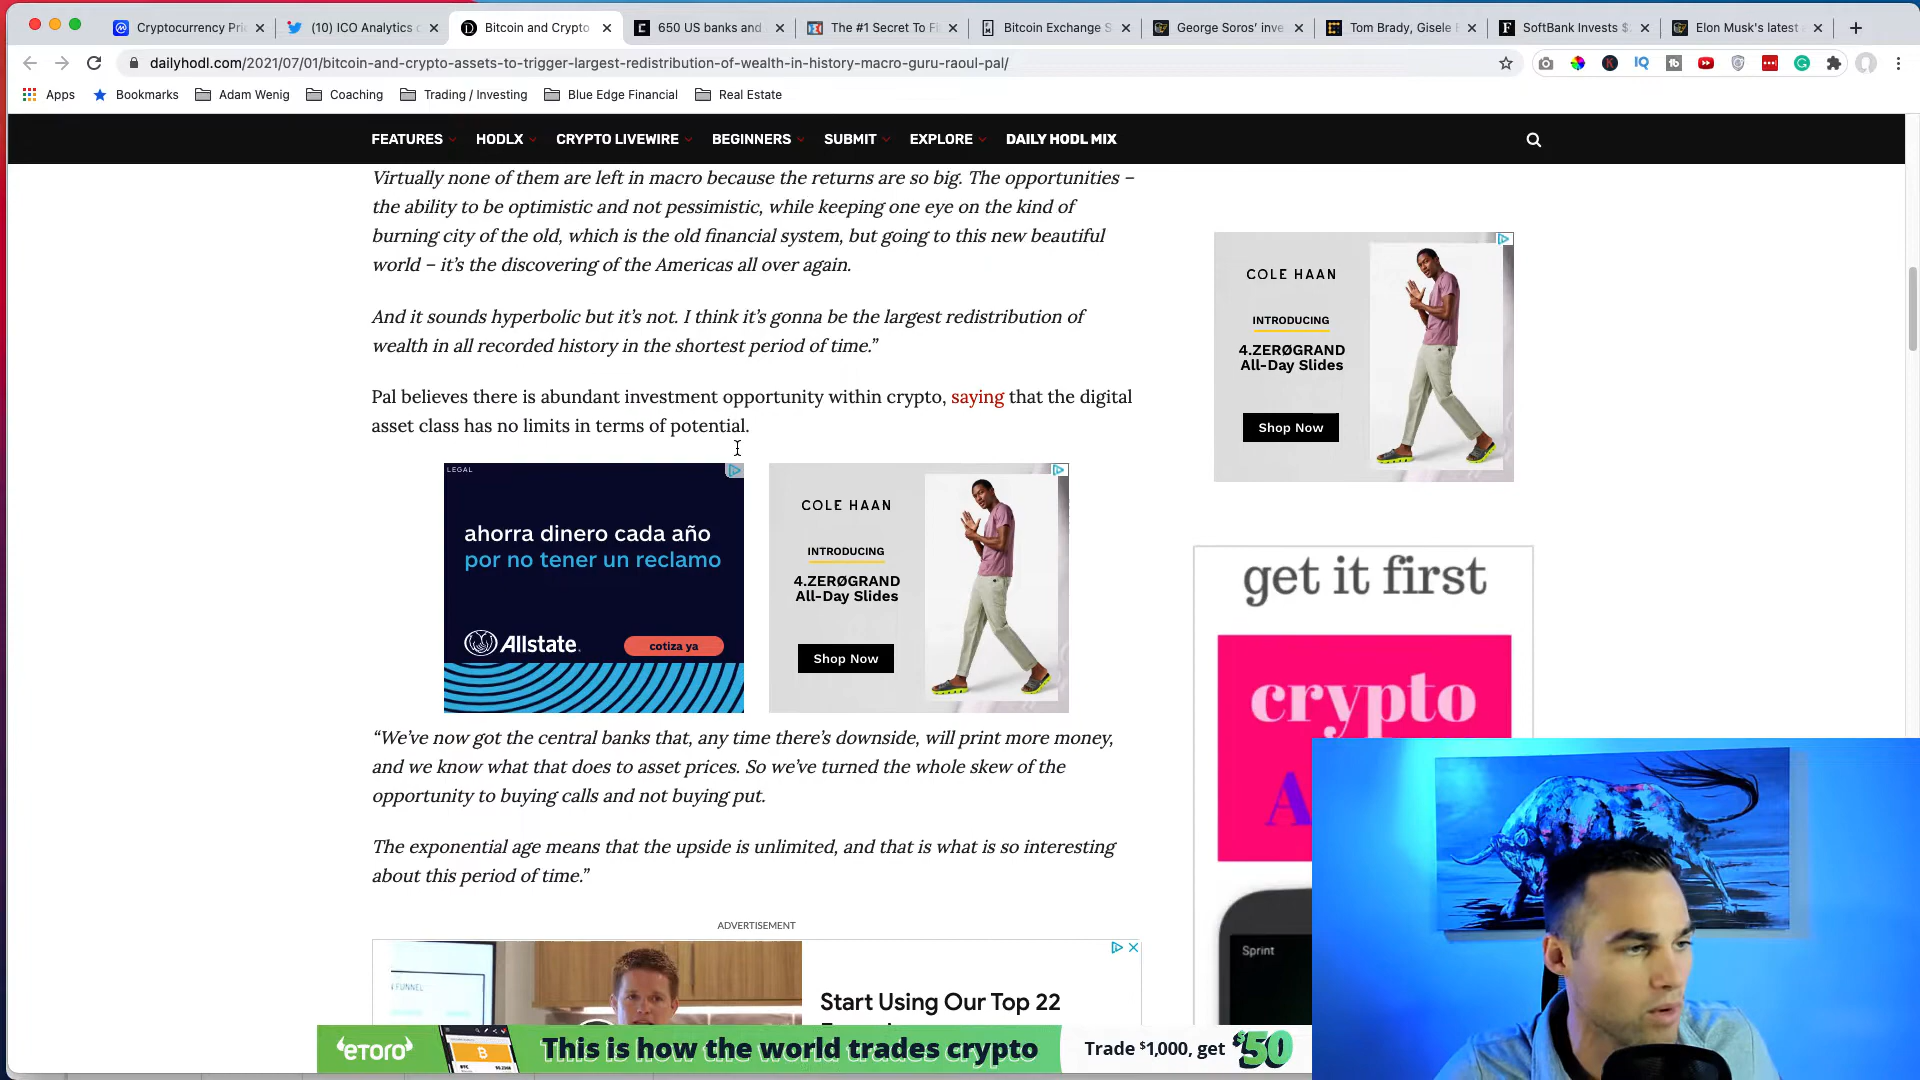 Cryptocurrency Pri
(10) ICO Analytics
Bitcoin and Crypto
650 US banks and
The #1 Secret To Fi
Bitcoin Exchange S
George Soros' inve
Tom Brady, Gisele
SoftBank Invests $
Elon Musk's latest
dailyhodl.com/2021/07/01/bitcoin-and-crypto-assets-to-trigger-largest-redistribution-of-wealth-in-history-macro-guru-raoul-pal/
Apps
Bookmarks
Adam Wenig
Coaching
Trading / Investing
Blue Edge Financial
Real Estate
FEATURES
HODLX
CRYPTO LIVEWIRE
BEGINNERS
SUBMIT
EXPLORE
DAILY HODL MIX
Virtually none of them are left in macro because the returns are so big. The opportunities –
the ability to be optimistic and not pessimistic, while keeping one eye on the kind of
burning city of the old, which is the old financial system, but going to this new beautiful
world – it's the discovering of the Americas all over again.
And it sounds hyperbolic but it's not. I think it's gonna be the largest redistribution of
wealth in all recorded history in the shortest period of time."
Pal believes there is abundant investment opportunity within crypto, saying that the digital
asset class has no limits in terms of potential.
LEGAL
ahorra dinero cada año
por no tener un reclamo
Allstate.
cotiza ya
COLE HAAN
INTRODUCING
4.ZERØGRAND
All-Day Slides
Shop Now
"We've now got the central banks that, any time there's downside, will print more money,
and we know what that does to asset prices. So we've turned the whole skew of the
opportunity to buying calls and not buying put.
The exponential age means that the upside is unlimited, and that is what is so interesting
about this period of time."
ADVERTISEMENT
FUNNEL
Start Using Our Top 22
COLE HAAN
INTRODUCING
4.ZERØGRAND
All-Day Slides
Shop Now
get it first
crypto
A
Sprint
eTORO
This is how the world trades crypto
Trade $1,000, get $50